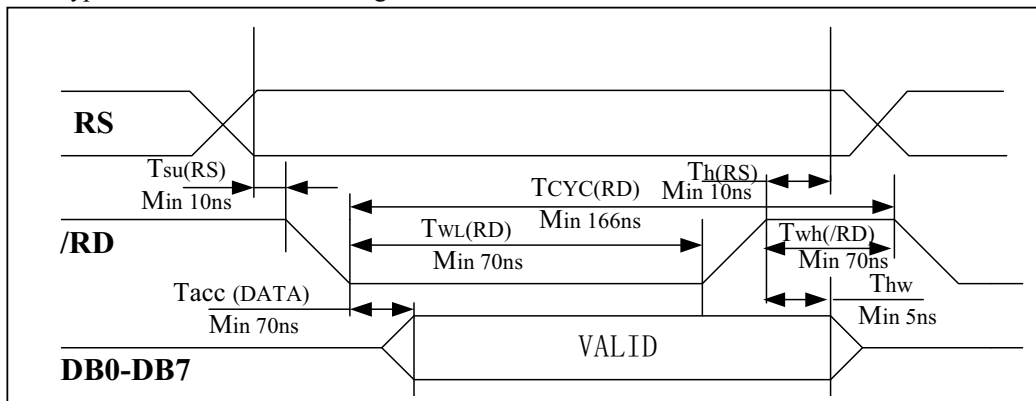 RS
Tsu(RS)
Min 10ns
TCYC(RD)
Min 166ns
Th(RS)
Min 10ns
/RD
TWL(RD)
Min 70ns
Twh(/RD)
Min 70ns
Tacc (DATA)
Min 70ns
Thw
Min 5ns
VALID
DB0-DB7